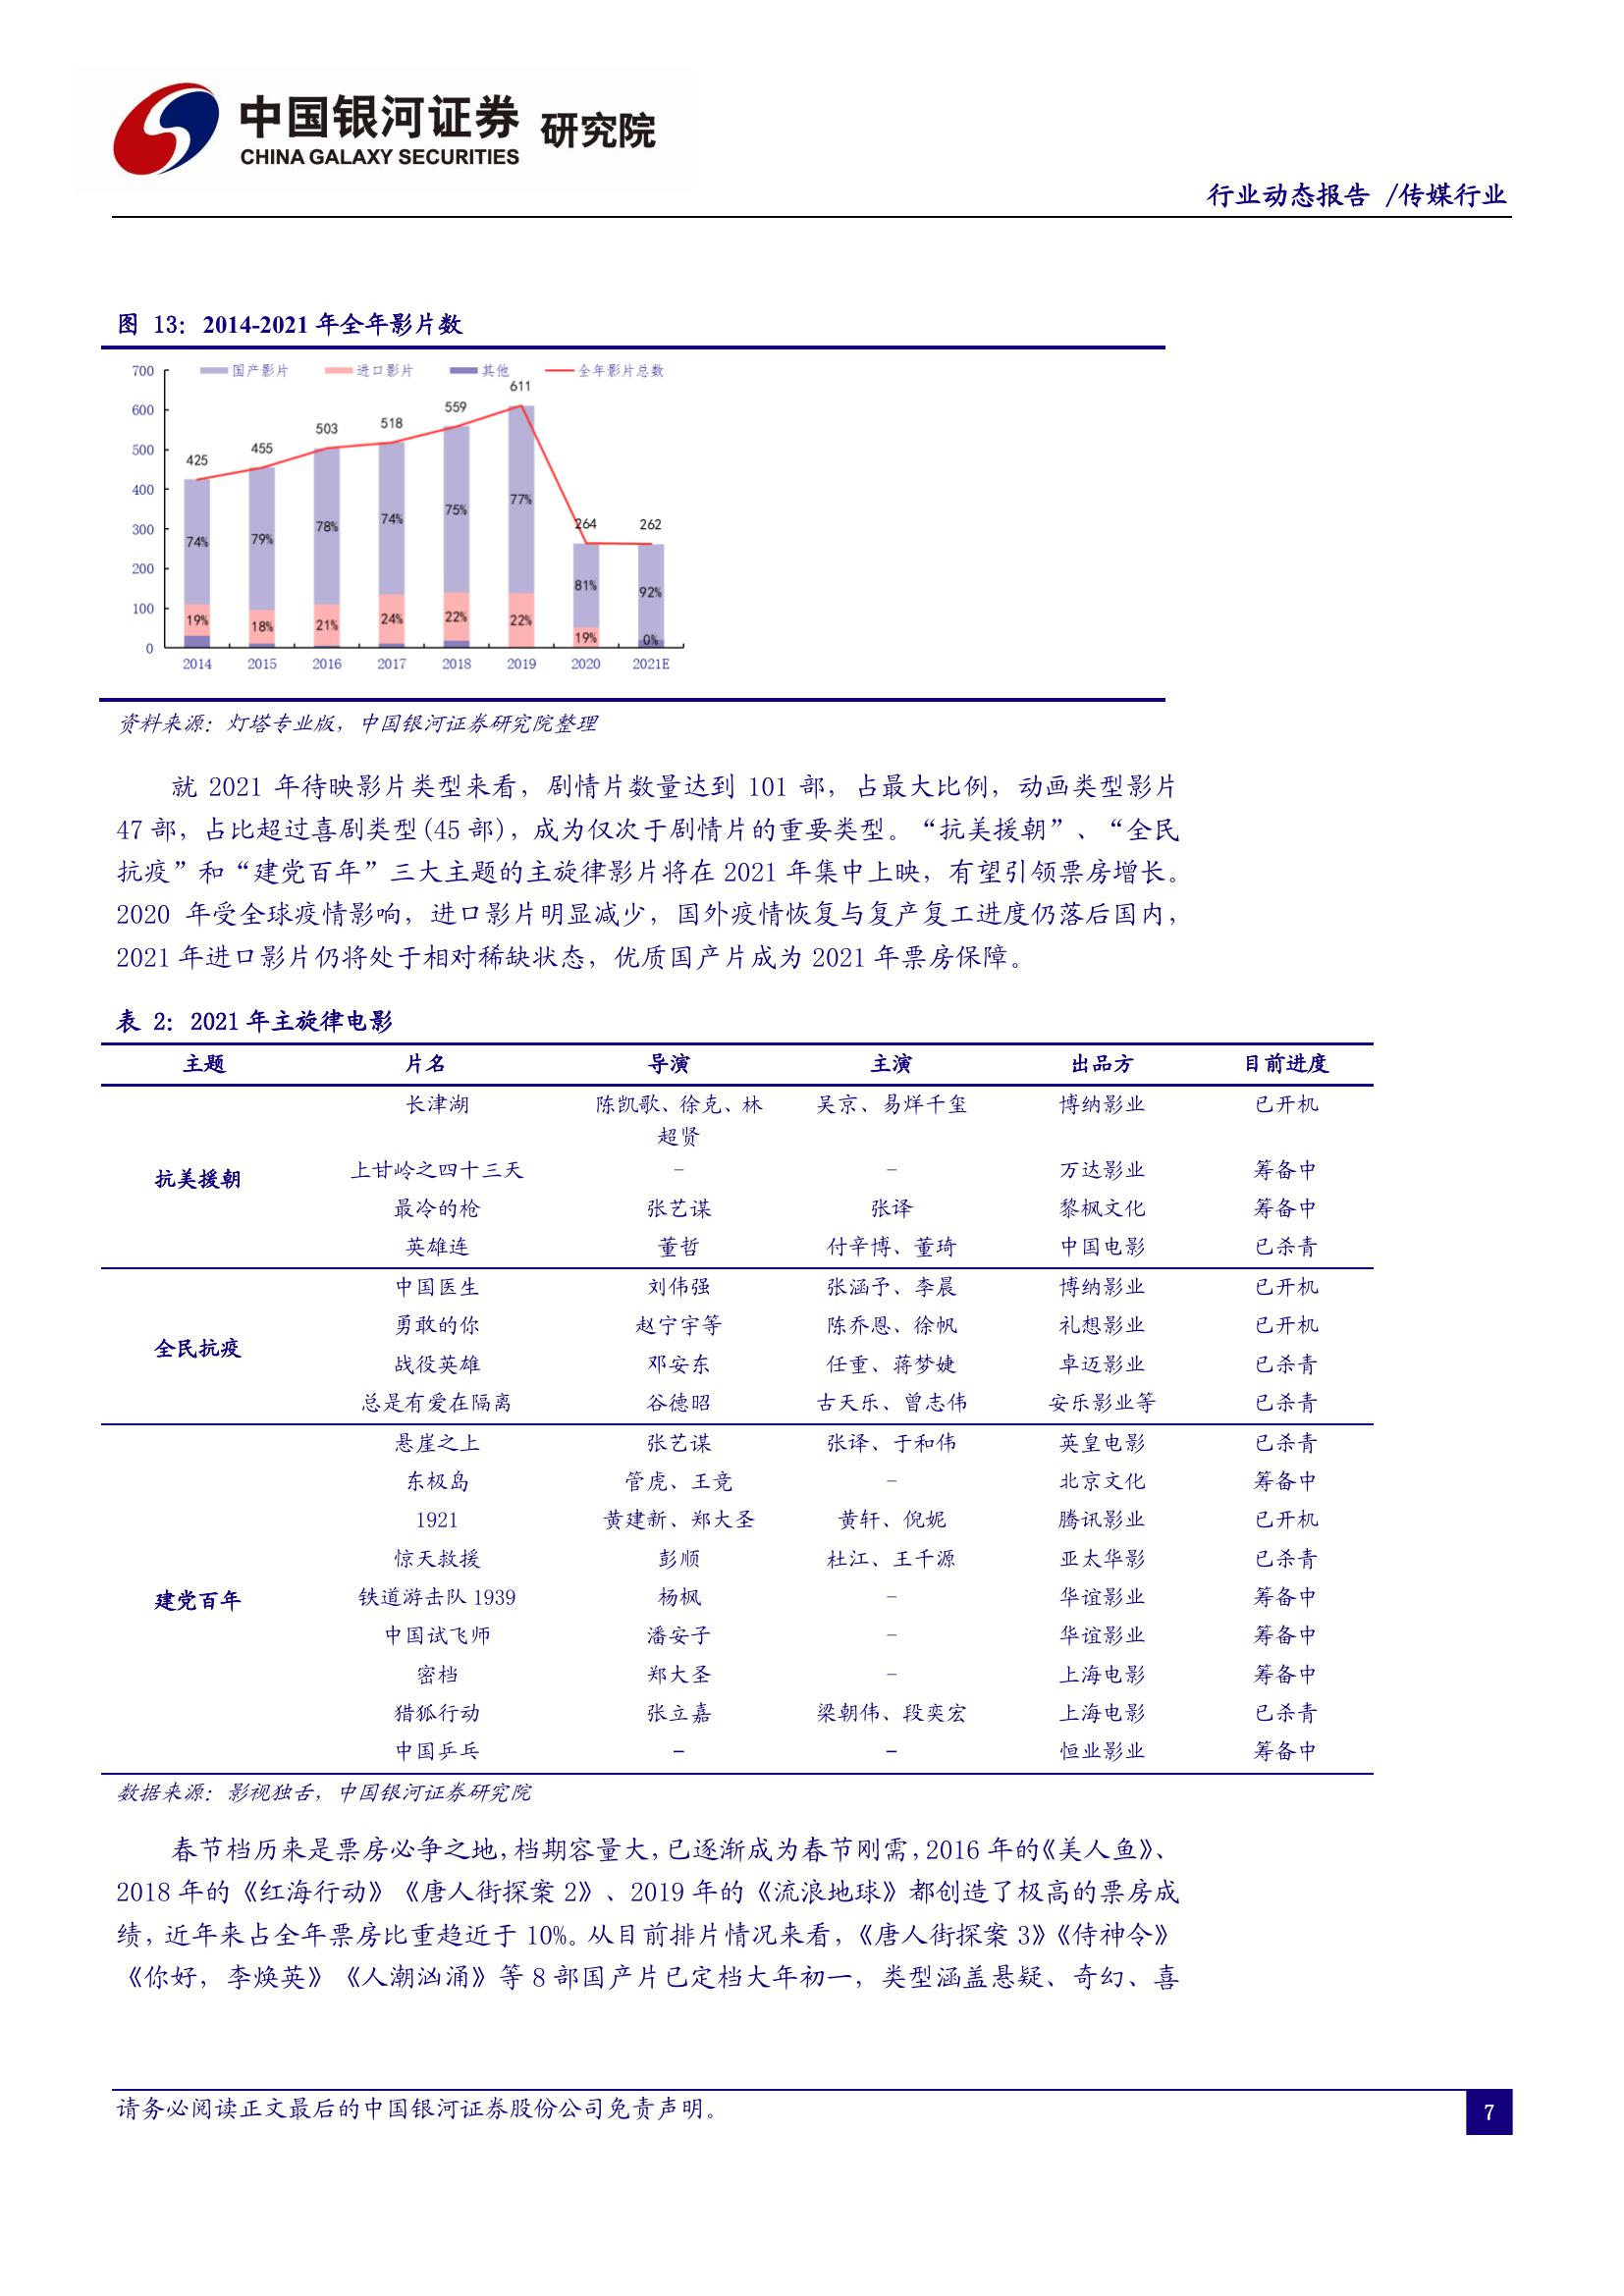 中国银河证券 研究院
CHINA GALAXY SECURITIES
行业动态报告 /传媒行业
图 13: 2014-2021 年全年影片数
700 国产影片 进口影片 其他 全年影片总数
600
500
400
300
200
100
0
425 455 503 518 559 611 264 262
74% 79% 78% 74% 75% 77% 81% 92%
19% 18% 21% 24% 22% 22% 19% 0%
2014 2015 2016 2017 2018 2019 2020 2021E
资料来源：灯塔专业版，中国银河证券研究院整理
就 2021 年待映影片类型来看，剧情片数量达到 101 部，占最大比例，动画类型影片
47 部，占比超过喜剧类型(45 部)，成为仅次于剧情片的重要类型。“抗美援朝”、“全民
抗疫”和“建党百年”三大主题的主旋律影片将在 2021 年集中上映，有望引领票房增长。
2020 年受全球疫情影响，进口影片明显减少，国外疫情恢复与复产复工进度仍落后国内，
2021 年进口影片仍将处于相对稀缺状态，优质国产片成为 2021 年票房保障。
表 2: 2021 年主旋律电影
主题 片名 导演 主演 出品方 目前进度
长津湖 陈凯歌、徐克、林 吴京、易烊千玺 博纳影业 已开机
超贤
抗美援朝
上甘岭之四十三天 – – 万达影业 筹备中
最冷的枪 张艺谋 张译 黎枫文化 筹备中
英雄连 董哲 付辛博、董琦 中国电影 已杀青
中国医生 刘伟强 张涵予、李晨 博纳影业 已开机
勇敢的你 赵宁宇等 陈乔恩、徐帆 礼想影业 已开机
全民抗疫
战役英雄 邓安东 任重、蒋梦婕 卓迈影业 已杀青
总是有爱在隔离 谷德昭 古天乐、曾志伟 安乐影业等 已杀青
悬崖之上 张艺谋 张译、于和伟 英皇电影 已杀青
东极岛 管虎、王竞 – 北京文化 筹备中
1921 黄建新、郑大圣 黄轩、倪妮 腾讯影业 已开机
惊天救援 彭顺 杜江、王千源 亚太华影 已杀青
建党百年
铁道游击队 1939 杨枫 – 华谊影业 筹备中
中国试飞师 潘安子 – 华谊影业 筹备中
密档 郑大圣 – 上海电影 筹备中
猎狐行动 张立嘉 梁朝伟、段奕宏 上海电影 已杀青
中国乒乓 – – 恒业影业 筹备中
数据来源：影视独舌，中国银河证券研究院
春节档历来是票房必争之地，档期容量大，已逐渐成为春节刚需，2016 年的《美人鱼》、
2018 年的《红海行动》《唐人街探案 2》、2019 年的《流浪地球》都创造了极高的票房成
绩，近年来占全年票房比重趋近于 10%。从目前排片情况来看，《唐人街探案 3》《侍神令》
《你好，李焕英》《人潮汹涌》等 8 部国产片已定档大年初一，类型涵盖悬疑、奇幻、喜
请务必阅读正文最后的中国银河证券股份公司免责声明。
7